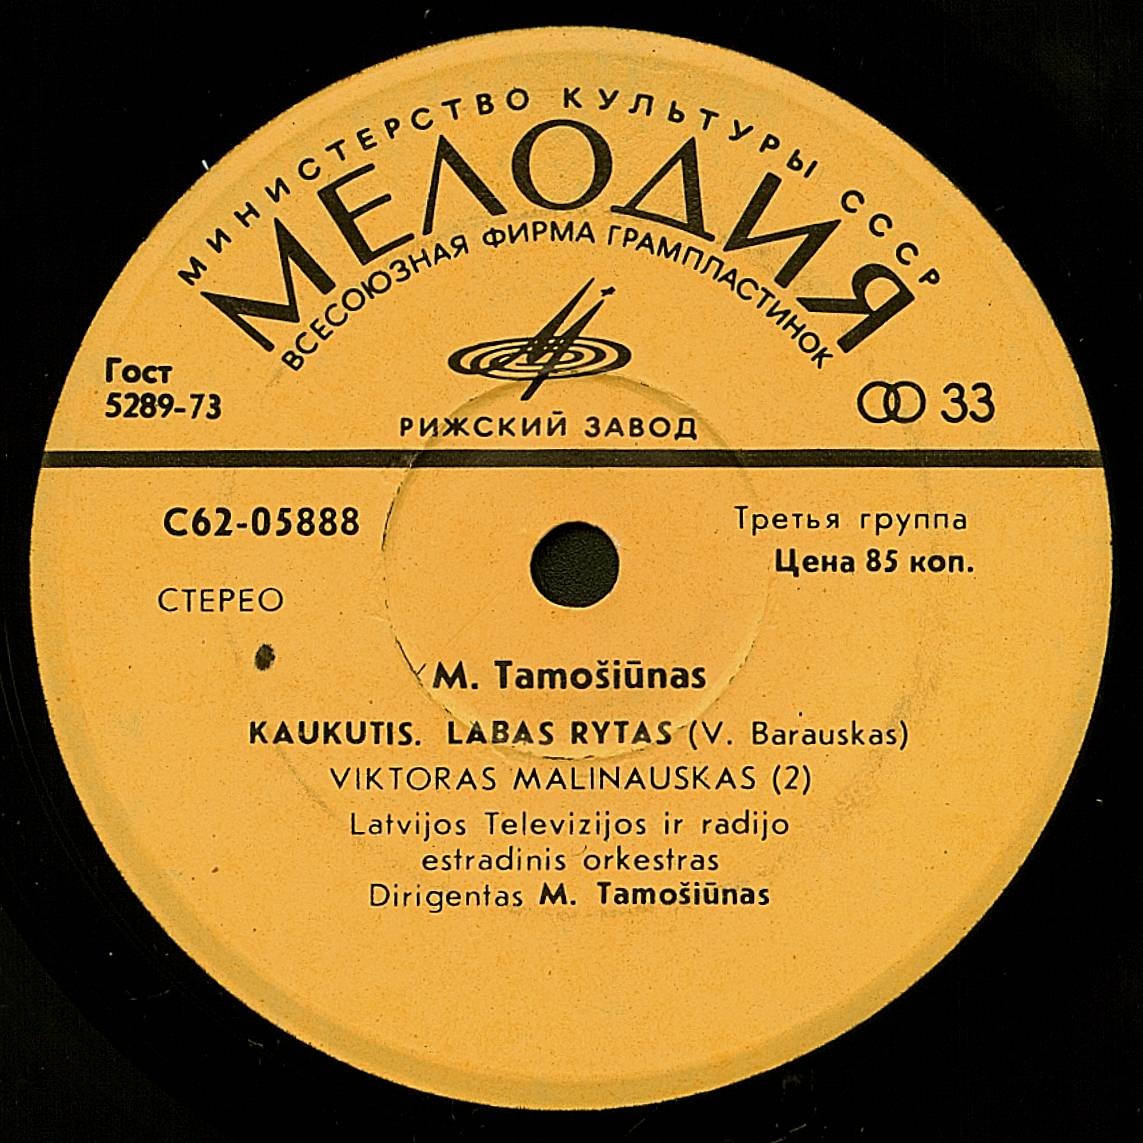 МИНИСТЕРСТВО КУЛЬТУРЫ СССР
МЕЛОДИЯ
ВСЕСОЮЗНАЯ ФИРМА ГРАМПЛАСТИНОК
Гост
5289-73
33
РИЖСКИЙ ЗАВОД
С62-05888
Третья группа
Цена 85 коп.
СТЕРЕО
M. Tamošiūnas
KAUKUTIS. LABAS RYTAS (V. Barauskas)
VIKTORAS MALINAUSKAS (2)
Latvijos Televizijos ir radijo
estradinis orkestras
Dirigentas M. Tamošiūnas